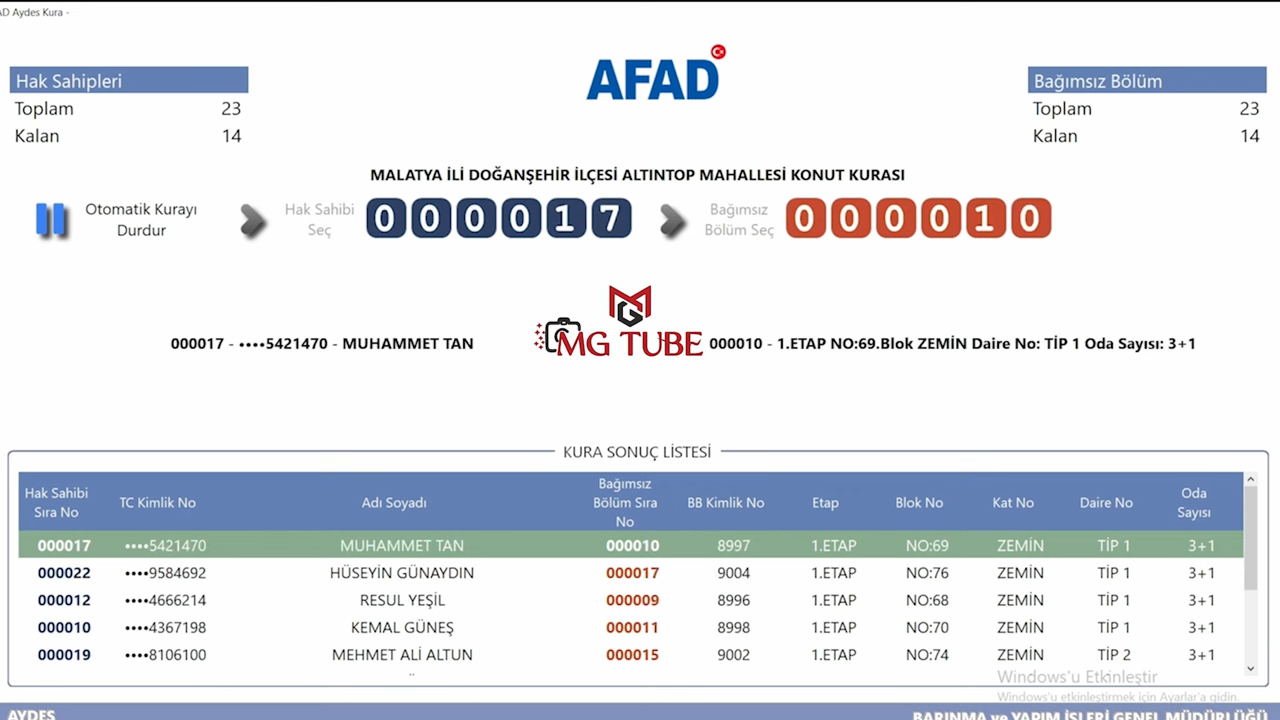 AD Aydes Kura -
AFAD
Hak Sahipleri
Toplam 23
Kalan 14
Bağımsız Bölüm
Toplam 23
Kalan 14
MALATYA İLİ DOĞANŞEHİR İLÇESİ ALTINTOP MAHALLESİ KONUT KURASI
Otomatik Kurayı
Durdur
Hak Sahibi
Seç
000017
Bağımsız
Bölüm Seç
000010
MG TUBE
000017 - ••••5421470 - MUHAMMET TAN
000010 - 1.ETAP NO:69.Blok ZEMİN Daire No: TİP 1 Oda Sayısı: 3+1
KURA SONUÇ LİSTESİ
Hak Sahibi Sıra No TC Kimlik No Adı Soyadı Bağımsız Bölüm Sıra No BB Kimlik No Etap Blok No Kat No Daire No Oda Sayısı
000017 ••••5421470 MUHAMMET TAN 000010 8997 1.ETAP NO:69 ZEMİN TİP 1 3+1
000022 ••••9584692 HÜSEYİN GÜNAYDIN 000017 9004 1.ETAP NO:76 ZEMİN TİP 1 3+1
000012 ••••4666214 RESUL YEŞİL 000009 8996 1.ETAP NO:68 ZEMİN TİP 1 3+1
000010 ••••4367198 KEMAL GÜNEŞ 000011 8998 1.ETAP NO:70 ZEMİN TİP 1 3+1
000019 ••••8106100 MEHMET ALİ ALTUN 000015 9002 1.ETAP NO:74 ZEMİN TİP 2 3+1
Windows'u Etkinleştir
Windows'u etkinleştirmek için Ayarlar'a gidin.
AYDES
BARINMA ve YAPIM İŞLERİ GENEL MÜDÜRLÜĞÜ